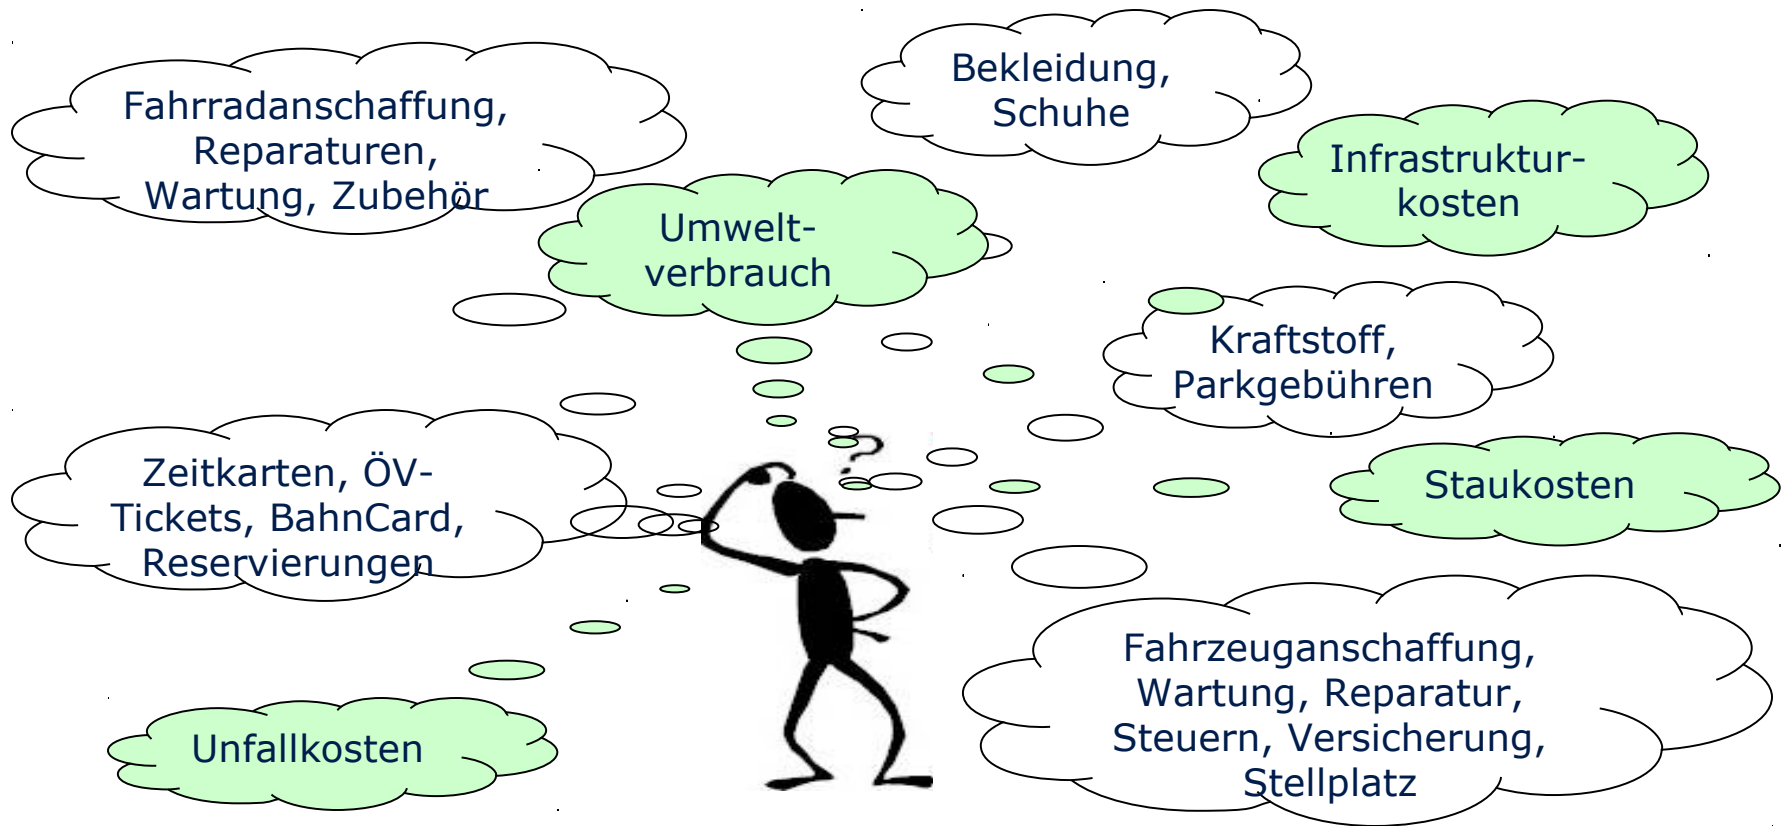 Fahrradanschaffung,
Reparaturen,
Wartung, Zubehör
Bekleidung,
Schuhe
Infrastruktur-
kosten
Umwelt-
verbrauch
Kraftstoff,
Parkgebühren
Zeitkarten, ÖV-
Tickets, BahnCard,
Reservierungen
?
Staukosten
Unfallkosten
Fahrzeuganschaffung,
Wartung, Reparatur,
Steuern, Versicherung,
Stellplatz